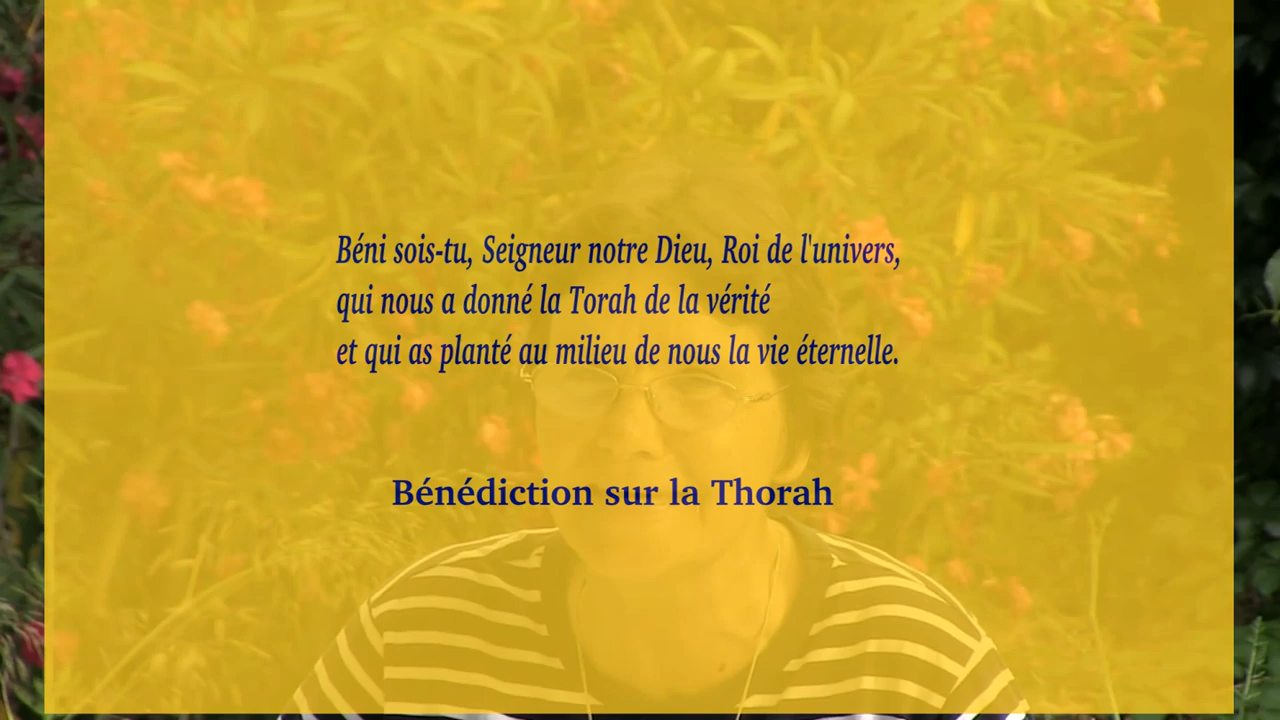 Béni sois-tu, Seigneur notre Dieu, Roi de l'univers,
qui nous a donné la Torah de la vérité
et qui as planté au milieu de nous la vie éternelle.
Bénédiction sur la Thorah